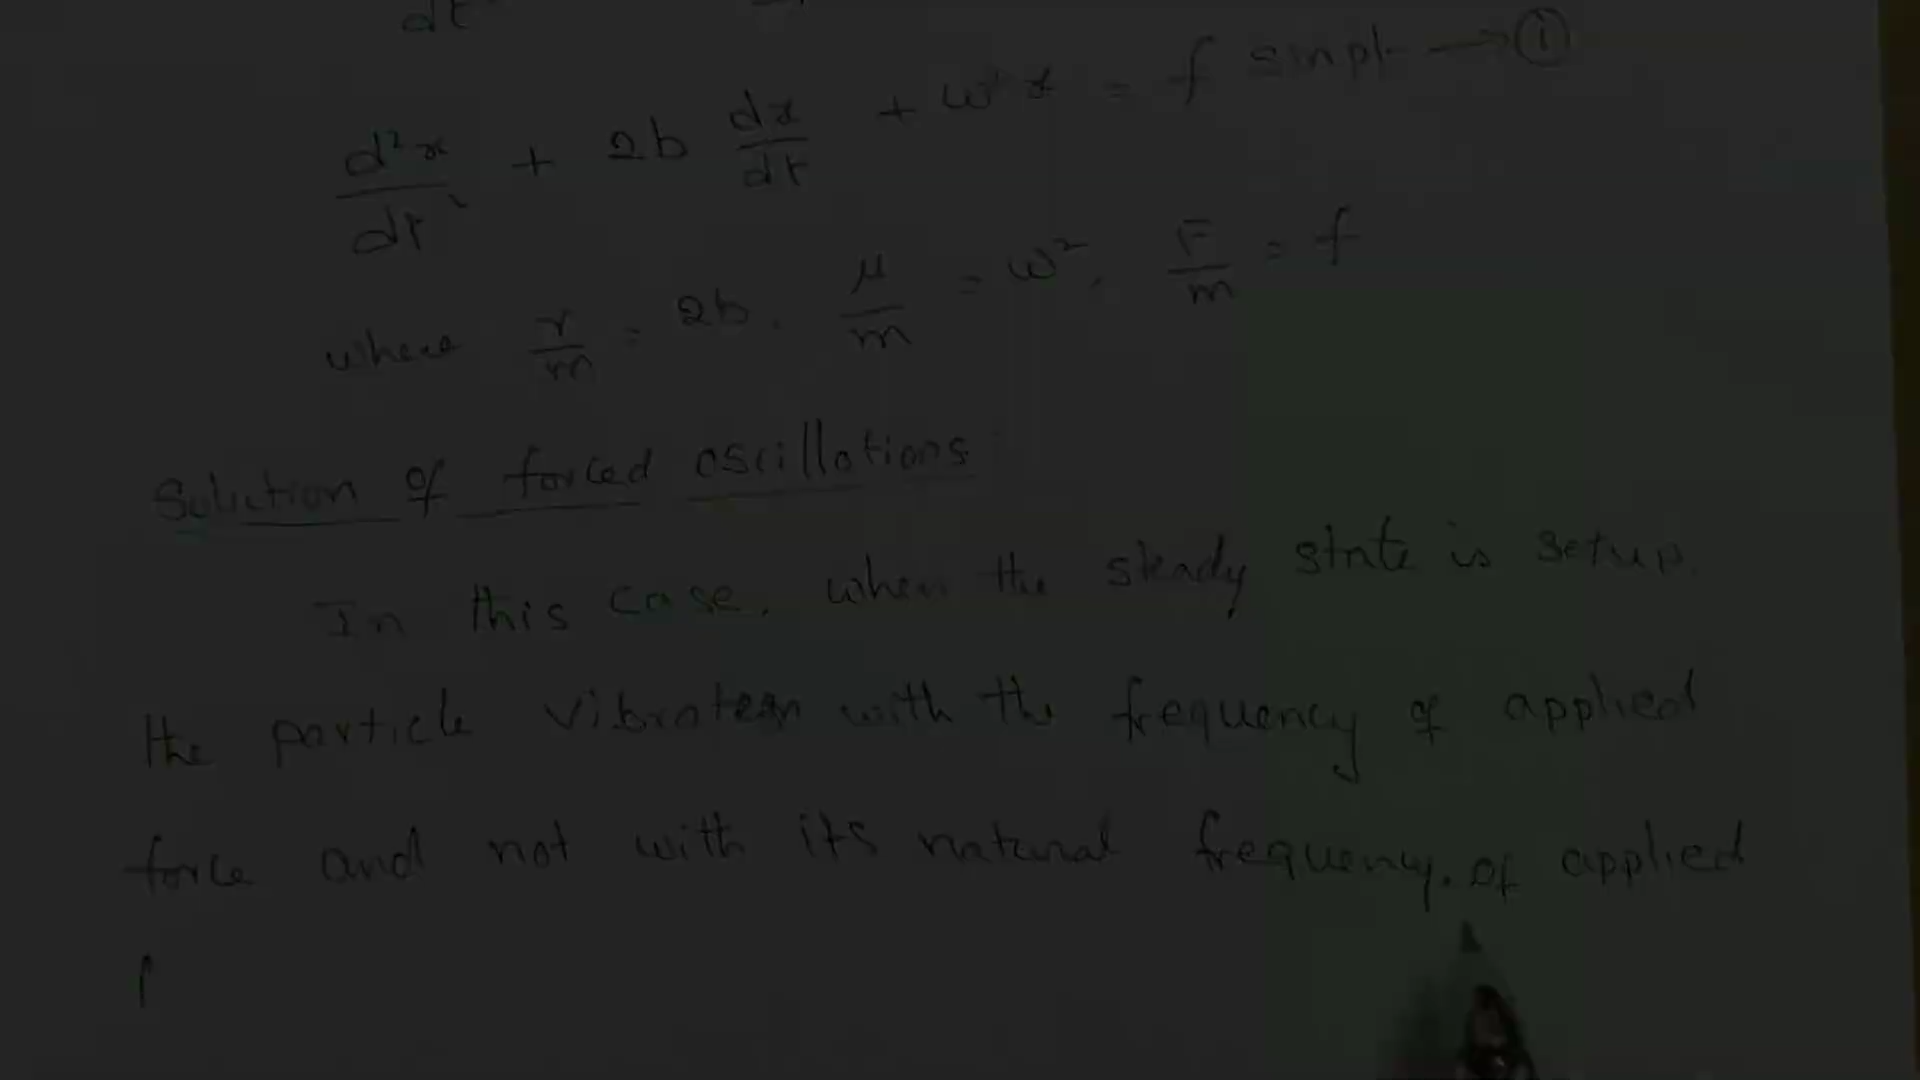 dt
d²x/dt² + 2b dx/dt + ω²x = f sinpt → ①
where r/m = 2b, μ/m = ω², F/m = f
Solution of forced oscillations:
In this case, when the steady state is setup,
the particle vibrates with the frequency of applied
force and not with its natural frequency. of applied